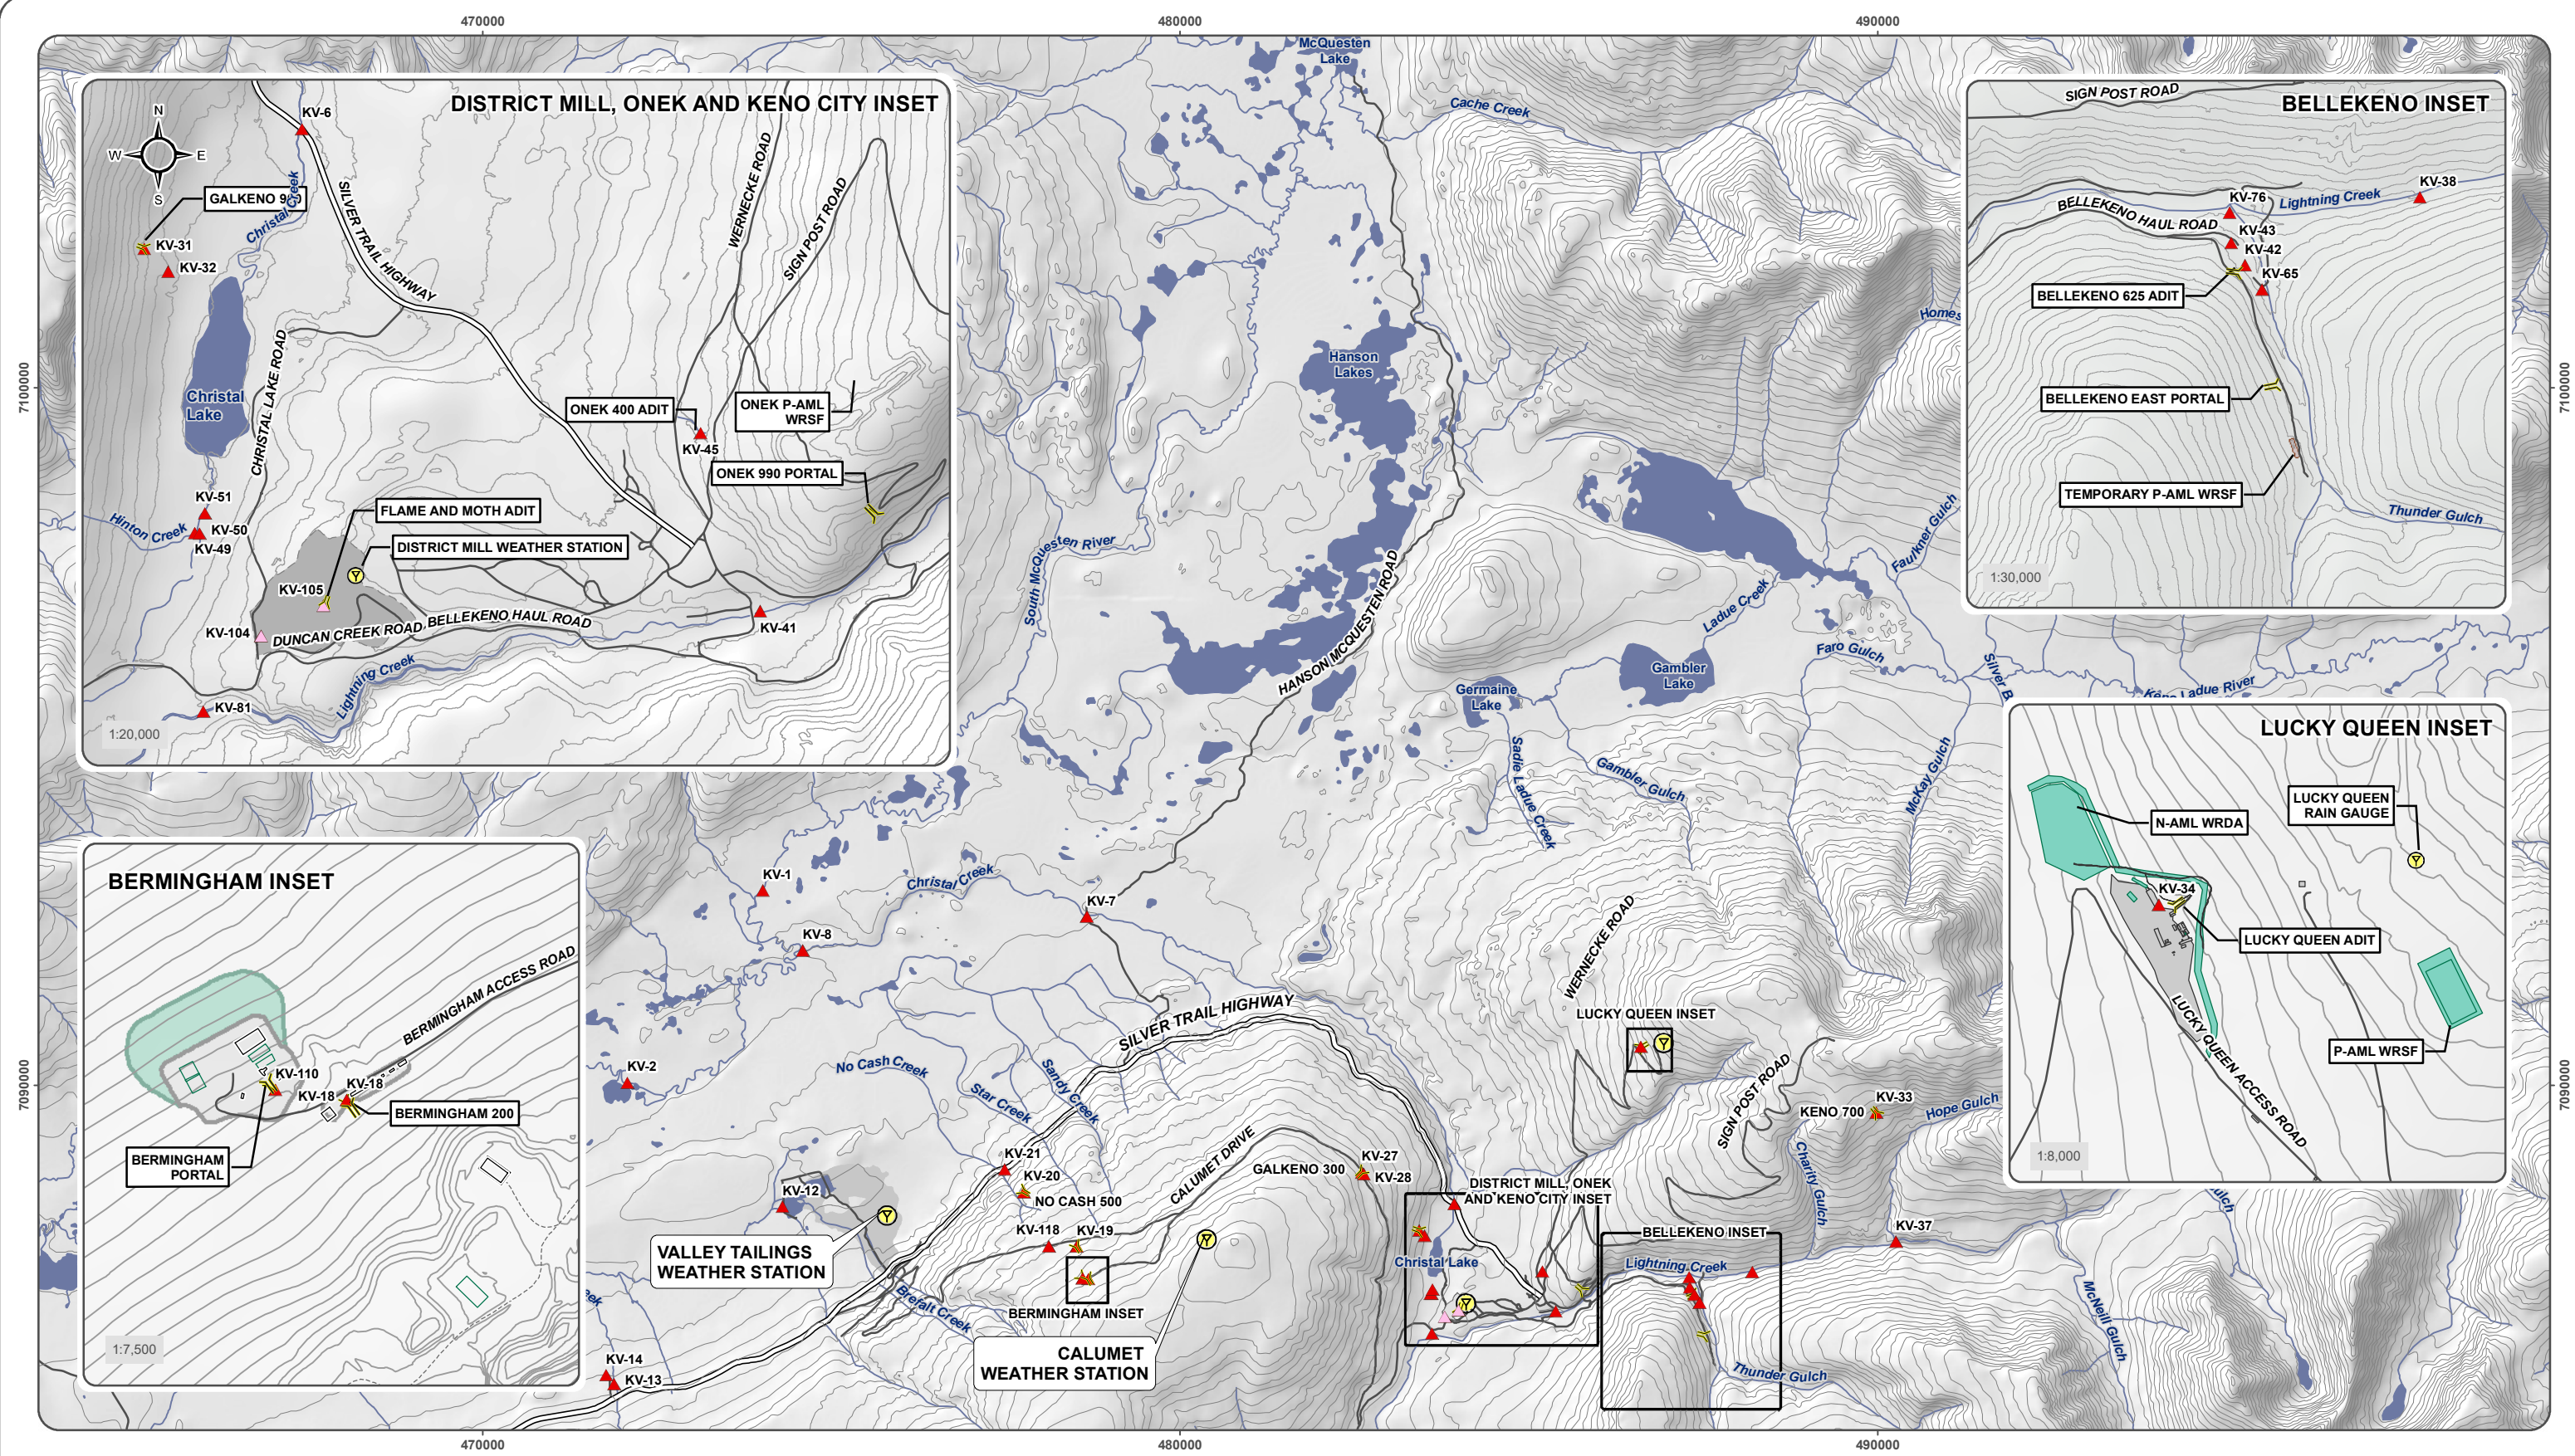 470000
480000
490000
7100000
7090000
7100000
7090000
470000
480000
490000
DISTRICT MILL, ONEK AND KENO CITY INSET
N
W
E
S
KV-6
GALKENO
Christal Creek
KV-31
KV-32
SILVER TRAIL HIGHWAY
WERNECKE ROAD
SIGN POST ROAD
Christal
Lake
CHRISTAL LAKE ROAD
ONEK 400 ADIT
KV-45
ONEK P-AML
WRSF
ONEK 990 PORTAL
KV-51
Hinton Creek
KV-50
KV-49
FLAME AND MOTH ADIT
DISTRICT MILL WEATHER STATION
KV-105
KV-104
DUNCAN CREEK ROAD
BELLEKENO HAUL ROAD
KV-41
Lightning Creek
KV-81
1:20,000
BELLEKENO INSET
SIGN POST ROAD
KV-38
KV-76
Lightning Creek
BELLEKENO HAUL ROAD
KV-43
KV-42
KV-65
BELLEKENO 625 ADIT
BELLEKENO EAST PORTAL
TEMPORARY P-AML WRSF
Thunder Gulch
1:30,000
LUCKY QUEEN INSET
N-AML WRDA
LUCKY QUEEN
RAIN GAUGE
KV-34
LUCKY QUEEN ADIT
P-AML WRSF
LUCKY QUEEN ACCESS ROAD
1:8,000
BERMINGHAM INSET
BERMINGHAM ACCESS ROAD
KV-110
KV-18
KV-18
BERMINGHAM 200
BERMINGHAM
PORTAL
1:7,500
McQuesten
Lake
Cache Creek
Homes
Hanson
Lakes
South McQuesten River
HANSON MCQUESTEN ROAD
Faulkner Gulch
Ladue Creek
Faro Gulch
Gambler
Lake
Germaine
Lake
Silver B
Keno Ladue River
Sadie Ladue Creek
Gambler Gulch
McKay Gulch
KV-1
Christal Creek
KV-7
KV-8
WERNECKE ROAD
SILVER TRAIL HIGHWAY
LUCKY QUEEN INSET
KV-2
No Cash Creek
Star Creek
Sandy Creek
SIGN POST ROAD
KV-33
KENO 700
Hope Gulch
Charity Gulch
CALUMET DRIVE
KV-21
KV-20
NO CASH 500
KV-27
GALKENO 300
KV-28
KV-12
DISTRICT MILL, ONEK
AND KENO CITY INSET
KV-118
KV-19
KV-37
BELLEKENO INSET
VALLEY TAILINGS
WEATHER STATION
Christal Lake
Lightning Creek
BERMINGHAM INSET
Brefalt Creek
CALUMET
WEATHER STATION
McNeill Gulch
Thunder Gulch
KV-14
KV-13